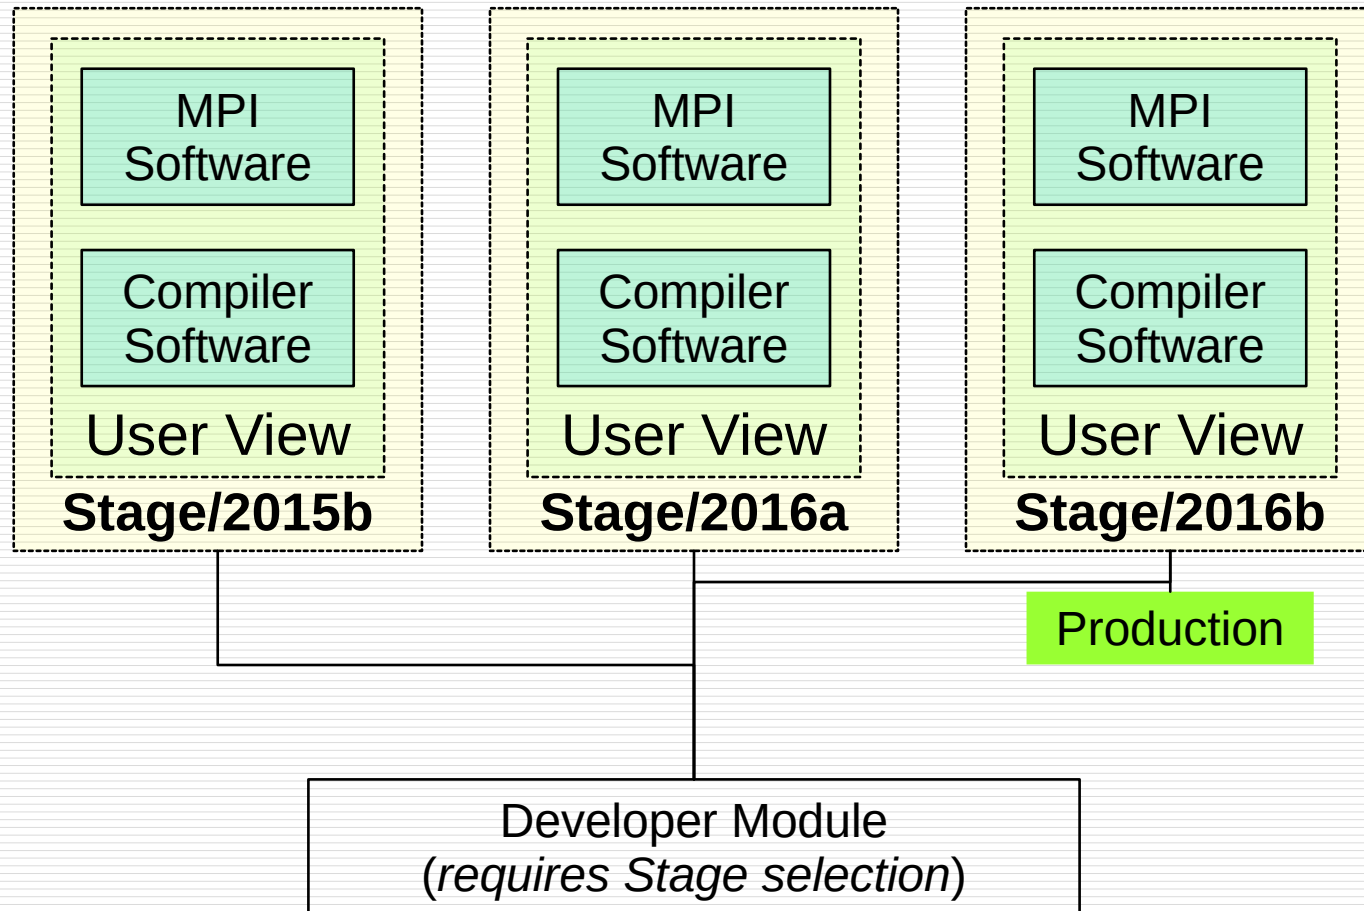 MPI
Software
Compiler
Software
User View
Stage/2015b
MPI
Software
Compiler
Software
User View
Stage/2016a
MPI
Software
Compiler
Software
User View
Stage/2016b
Production
Developer Module
(requires Stage selection)